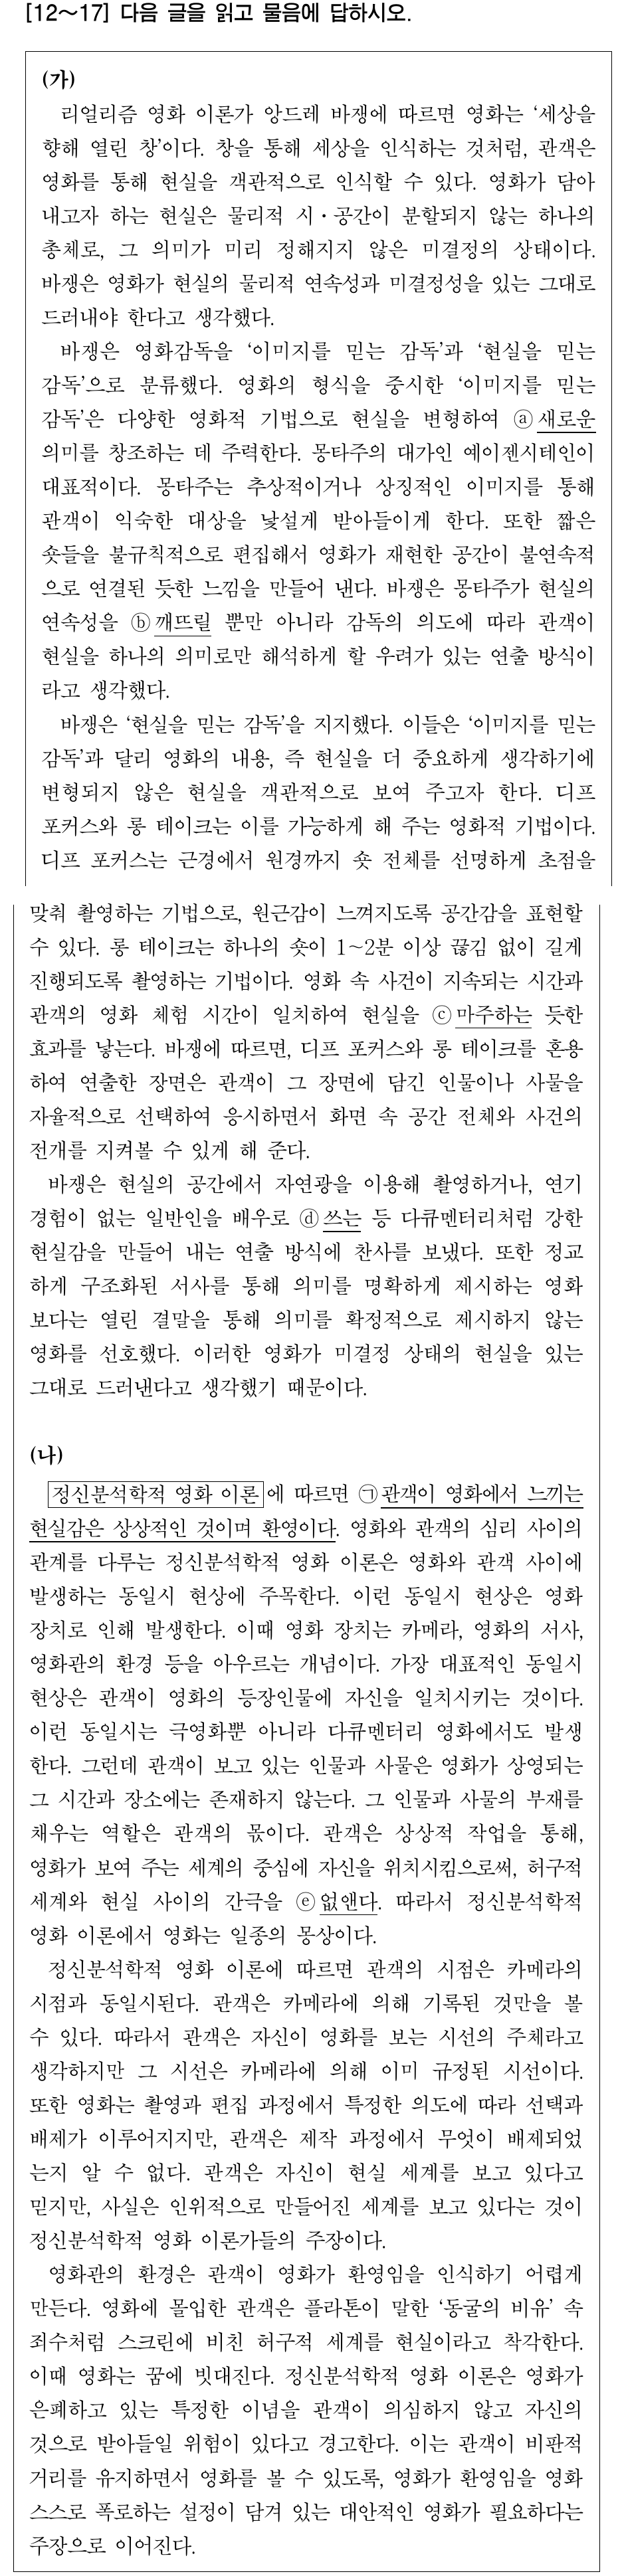 [12～17] 다음 글을 읽고 물음에 답하시오.
(가)
리얼리즘 영화 이론가 앙드레 바쟁에 따르면 영화는 ‘세상을
향해 열린 창’이다. 창을 통해 세상을 인식하는 것처럼, 관객은
영화를 통해 현실을 객관적으로 인식할 수 있다. 영화가 담아
내고자 하는 현실은 물리적 시·공간이 분할되지 않는 하나의
총체로, 그 의미가 미리 정해지지 않은 미결정의 상태이다.
바쟁은 영화가 현실의 물리적 연속성과 미결정성을 있는 그대로
드러내야 한다고 생각했다.
바쟁은 영화감독을 ‘이미지를 믿는 감독’과 ‘현실을 믿는
감독’으로 분류했다. 영화의 형식을 중시한 ‘이미지를 믿는
감독’은 다양한 영화적 기법으로 현실을 변형하여 ⓐ새로운
의미를 창조하는 데 주력한다. 몽타주의 대가인 예이젠시테인이
대표적이다. 몽타주는 추상적이거나 상징적인 이미지를 통해
관객이 익숙한 대상을 낯설게 받아들이게 한다. 또한 짧은
숏들을 불규칙적으로 편집해서 영화가 재현한 공간이 불연속적
으로 연결된 듯한 느낌을 만들어 낸다. 바쟁은 몽타주가 현실의
연속성을 ⓑ깨뜨릴 뿐만 아니라 감독의 의도에 따라 관객이
현실을 하나의 의미로만 해석하게 할 우려가 있는 연출 방식이
라고 생각했다.
바쟁은 ‘현실을 믿는 감독’을 지지했다. 이들은 ‘이미지를 믿는
감독’과 달리 영화의 내용, 즉 현실을 더 중요하게 생각하기에
변형되지 않은 현실을 객관적으로 보여 주고자 한다. 디프
포커스와 롱 테이크는 이를 가능하게 해 주는 영화적 기법이다.
디프 포커스는 근경에서 원경까지 숏 전체를 선명하게 초점을
맞춰 촬영하는 기법으로, 원근감이 느껴지도록 공간감을 표현할
수 있다. 롱 테이크는 하나의 숏이 1~2분 이상 끊김 없이 길게
진행되도록 촬영하는 기법이다. 영화 속 사건이 지속되는 시간과
관객의 영화 체험 시간이 일치하여 현실을 ⓒ마주하는 듯한
효과를 낳는다. 바쟁에 따르면, 디프 포커스와 롱 테이크를 혼용
하여 연출한 장면은 관객이 그 장면에 담긴 인물이나 사물을
자율적으로 선택하여 응시하면서 화면 속 공간 전체와 사건의
전개를 지켜볼 수 있게 해 준다.
바쟁은 현실의 공간에서 자연광을 이용해 촬영하거나, 연기
경험이 없는 일반인을 배우로 ⓓ쓰는 등 다큐멘터리처럼 강한
현실감을 만들어 내는 연출 방식에 찬사를 보냈다. 또한 정교
하게 구조화된 서사를 통해 의미를 명확하게 제시하는 영화
보다는 열린 결말을 통해 의미를 확정적으로 제시하지 않는
영화를 선호했다. 이러한 영화가 미결정 상태의 현실을 있는
그대로 드러낸다고 생각했기 때문이다.
(나)
정신분석학적 영화 이론에 따르면 ㉠관객이 영화에서 느끼는
현실감은 상상적인 것이며 환영이다. 영화와 관객의 심리 사이의
관계를 다루는 정신분석학적 영화 이론은 영화와 관객 사이에
발생하는 동일시 현상에 주목한다. 이런 동일시 현상은 영화
장치로 인해 발생한다. 이때 영화 장치는 카메라, 영화의 서사,
영화관의 환경 등을 아우르는 개념이다. 가장 대표적인 동일시
현상은 관객이 영화의 등장인물에 자신을 일치시키는 것이다.
이런 동일시는 극영화뿐 아니라 다큐멘터리 영화에서도 발생
한다. 그런데 관객이 보고 있는 인물과 사물은 영화가 상영되는
그 시간과 장소에는 존재하지 않는다. 그 인물과 사물의 부재를
채우는 역할은 관객의 몫이다. 관객은 상상적 작업을 통해,
영화가 보여 주는 세계의 중심에 자신을 위치시킴으로써, 허구적
세계와 현실 사이의 간극을 ⓔ없앤다. 따라서 정신분석학적
영화 이론에서 영화는 일종의 몽상이다.
정신분석학적 영화 이론에 따르면 관객의 시점은 카메라의
시점과 동일시된다. 관객은 카메라에 의해 기록된 것만을 볼
수 있다. 따라서 관객은 자신이 영화를 보는 시선의 주체라고
생각하지만 그 시선은 카메라에 의해 이미 규정된 시선이다.
또한 영화는 촬영과 편집 과정에서 특정한 의도에 따라 선택과
배제가 이루어지지만, 관객은 제작 과정에서 무엇이 배제되었
는지 알 수 없다. 관객은 자신이 현실 세계를 보고 있다고
믿지만, 사실은 인위적으로 만들어진 세계를 보고 있다는 것이
정신분석학적 영화 이론가들의 주장이다.
영화관의 환경은 관객이 영화가 환영임을 인식하기 어렵게
만든다. 영화에 몰입한 관객은 플라톤이 말한 ‘동굴의 비유’ 속
죄수처럼 스크린에 비친 허구적 세계를 현실이라고 착각한다.
이때 영화는 꿈에 빗대진다. 정신분석학적 영화 이론은 영화가
은폐하고 있는 특정한 이념을 관객이 의심하지 않고 자신의
것으로 받아들일 위험이 있다고 경고한다. 이는 관객이 비판적
거리를 유지하면서 영화를 볼 수 있도록, 영화가 환영임을 영화
스스로 폭로하는 설정이 담겨 있는 대안적인 영화가 필요하다는
주장으로 이어진다.